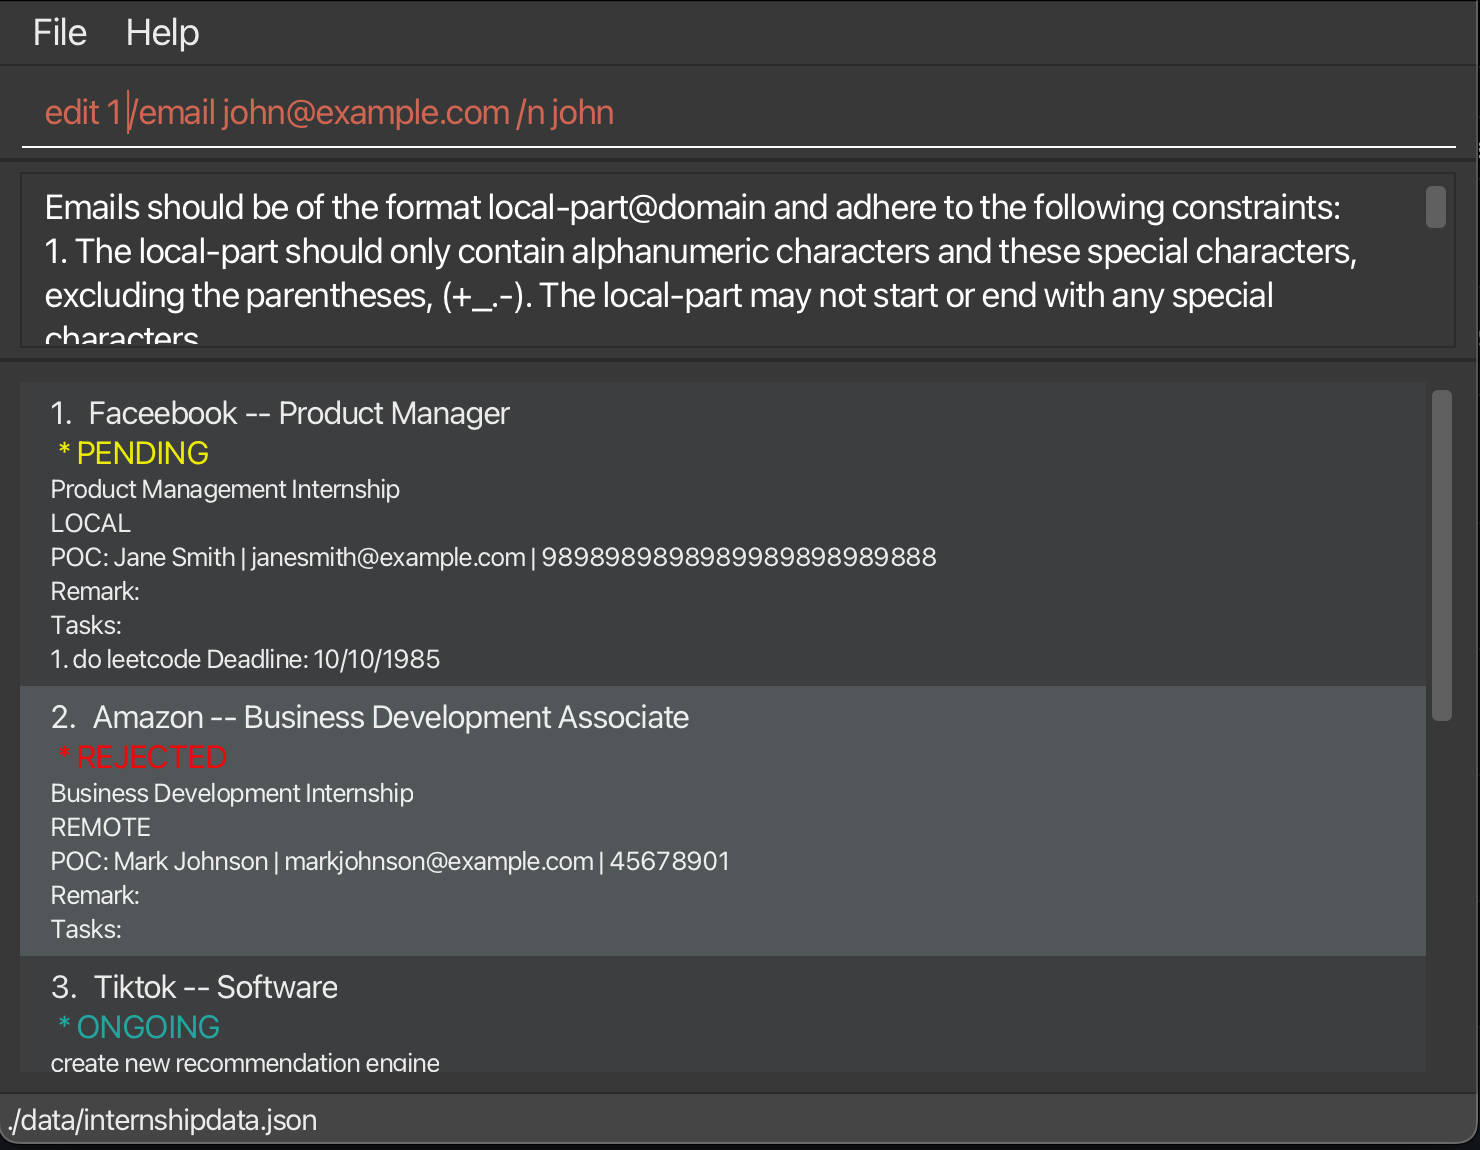 File Help
edit 1 /email john@example.com /n john
Emails should be of the format local-part@domain and adhere to the following constraints:
1. The local-part should only contain alphanumeric characters and these special characters,
excluding the parentheses, (+_.-). The local-part may not start or end with any special
characters
1. Faceebook -- Product Manager
* PENDING
Product Management Internship
LOCAL
POC: Jane Smith | janesmith@example.com | 9898989898989989898989888
Remark:
Tasks:
1. do leetcode Deadline: 10/10/1985
2. Amazon -- Business Development Associate
* REJECTED
Business Development Internship
REMOTE
POC: Mark Johnson | markjohnson@example.com | 45678901
Remark:
Tasks:
3. Tiktok -- Software
* ONGOING
create new recommendation engine
./data/internshipdata.json